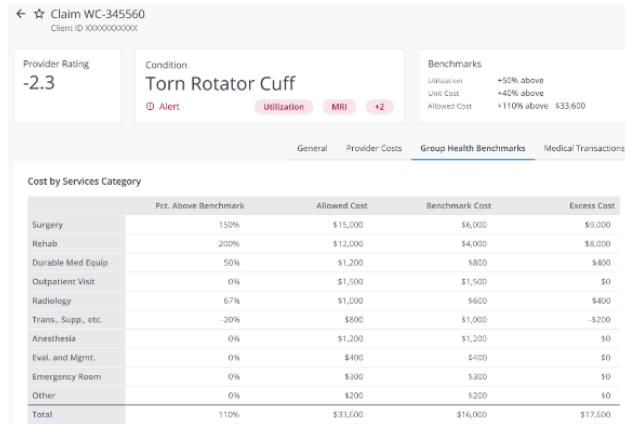 ← ☆ Claim WC-345560
Client ID XXXXXXXXXX
Provider Rating
-2.3
Condition
Torn Rotator Cuff
Alert Utilization MRI +2
Benchmarks
Utilization +50% above
Unit Cost +40% above
Allowed Cost +110% above $33,600
General Provider Costs Group Health Benchmarks Medical Transactions
Cost by Services Category
Pct. Above Benchmark Allowed Cost Benchmark Cost Excess Cost
Surgery 150% $15,000 $6,000 $9,000
Rehab 200% $12,000 $4,000 $8,000
Durable Med Equip 50% $1,200 $800 $400
Outpatient Visit 0% $1,500 $1,500 $0
Radiology 67% $1,000 $600 $400
Trans., Supp., etc. -20% $800 $1,000 -$200
Anesthesia 0% $1,200 $1,200 $0
Eval. and Mgmt. 0% $400 $400 $0
Emergency Room 0% $300 $300 $0
Other 0% $200 $200 $0
Total 110% $33,600 $16,000 $17,600